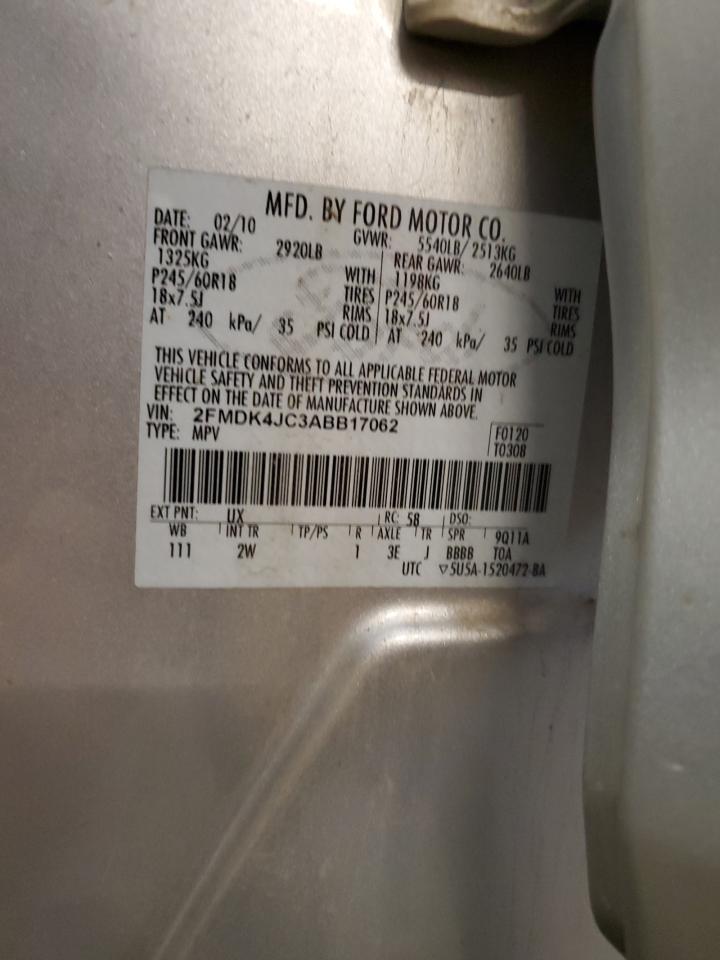 MFD. BY FORD MOTOR CO.
DATE: 02/10 GVWR: 5540LB/ 2513KG
FRONT GAWR: 2920LB REAR GAWR: 2640LB
1325KG WITH 1198KG WITH
P245/60R18 TIRES P245/60R18 TIRES
18x7.5J RIMS 18x7.5J RIMS
AT 240 kPa/ 35 PSI COLD AT 240 kPa/ 35 PSI COLD
THIS VEHICLE CONFORMS TO ALL APPLICABLE FEDERAL MOTOR
VEHICLE SAFETY AND THEFT PREVENTION STANDARDS IN
EFFECT ON THE DATE OF MANUFACTURE SHOWN ABOVE.
VIN: 2FMDK4JC3ABB17062
TYPE: MPV F0120
T0308
EXT PNT: UX RC: 58 DSO:
WB INT TR TP/PS R AXLE TR SPR 9Q11A
111 2W 1 3E J BBBB TOA
UTC ▽5U5A-1520472-BA